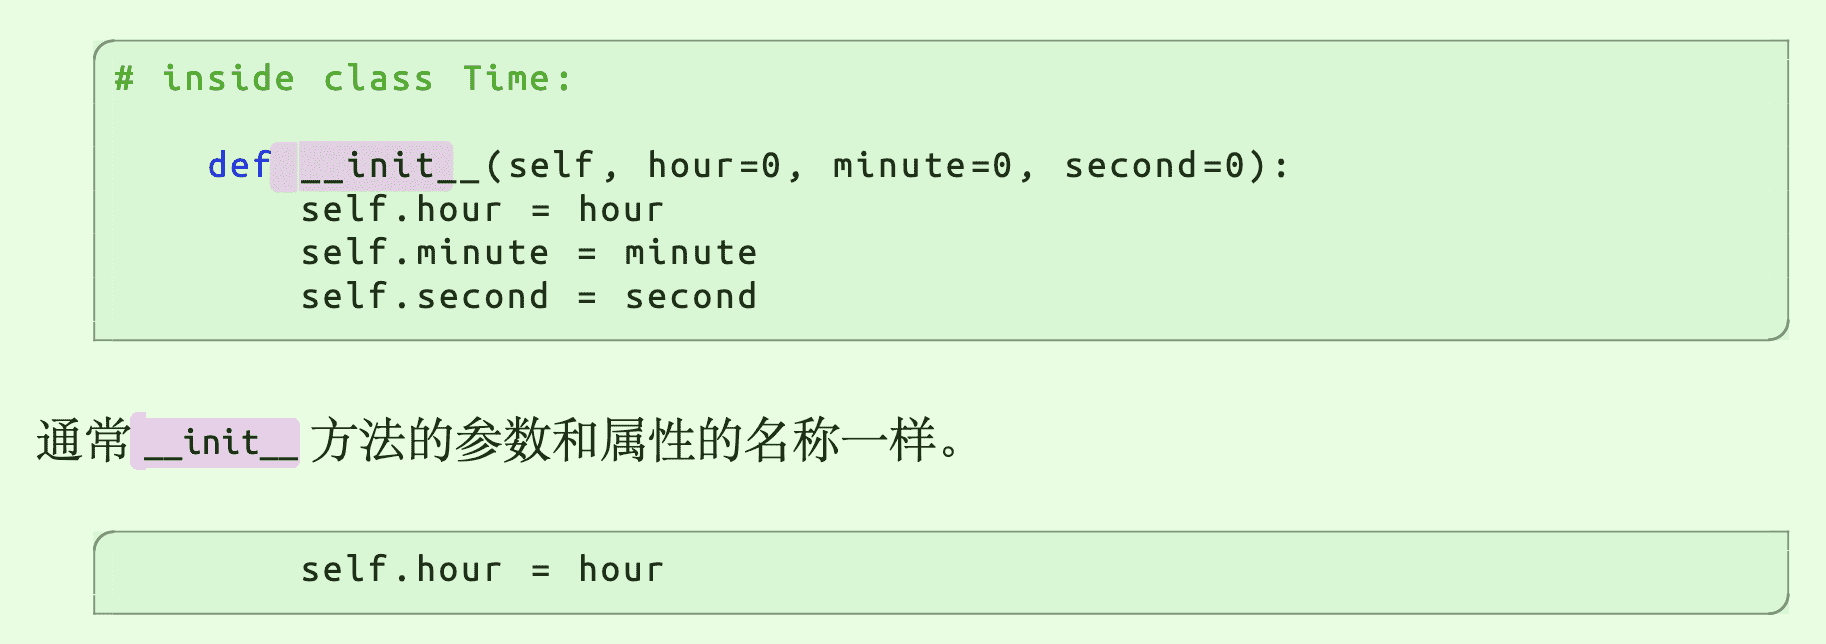 # inside class Time:
def __init__(self, hour=0, minute=0, second=0):
self.hour = hour
self.minute = minute
self.second = second
通常 __init__ 方法的参数和属性的名称一样。
self.hour = hour